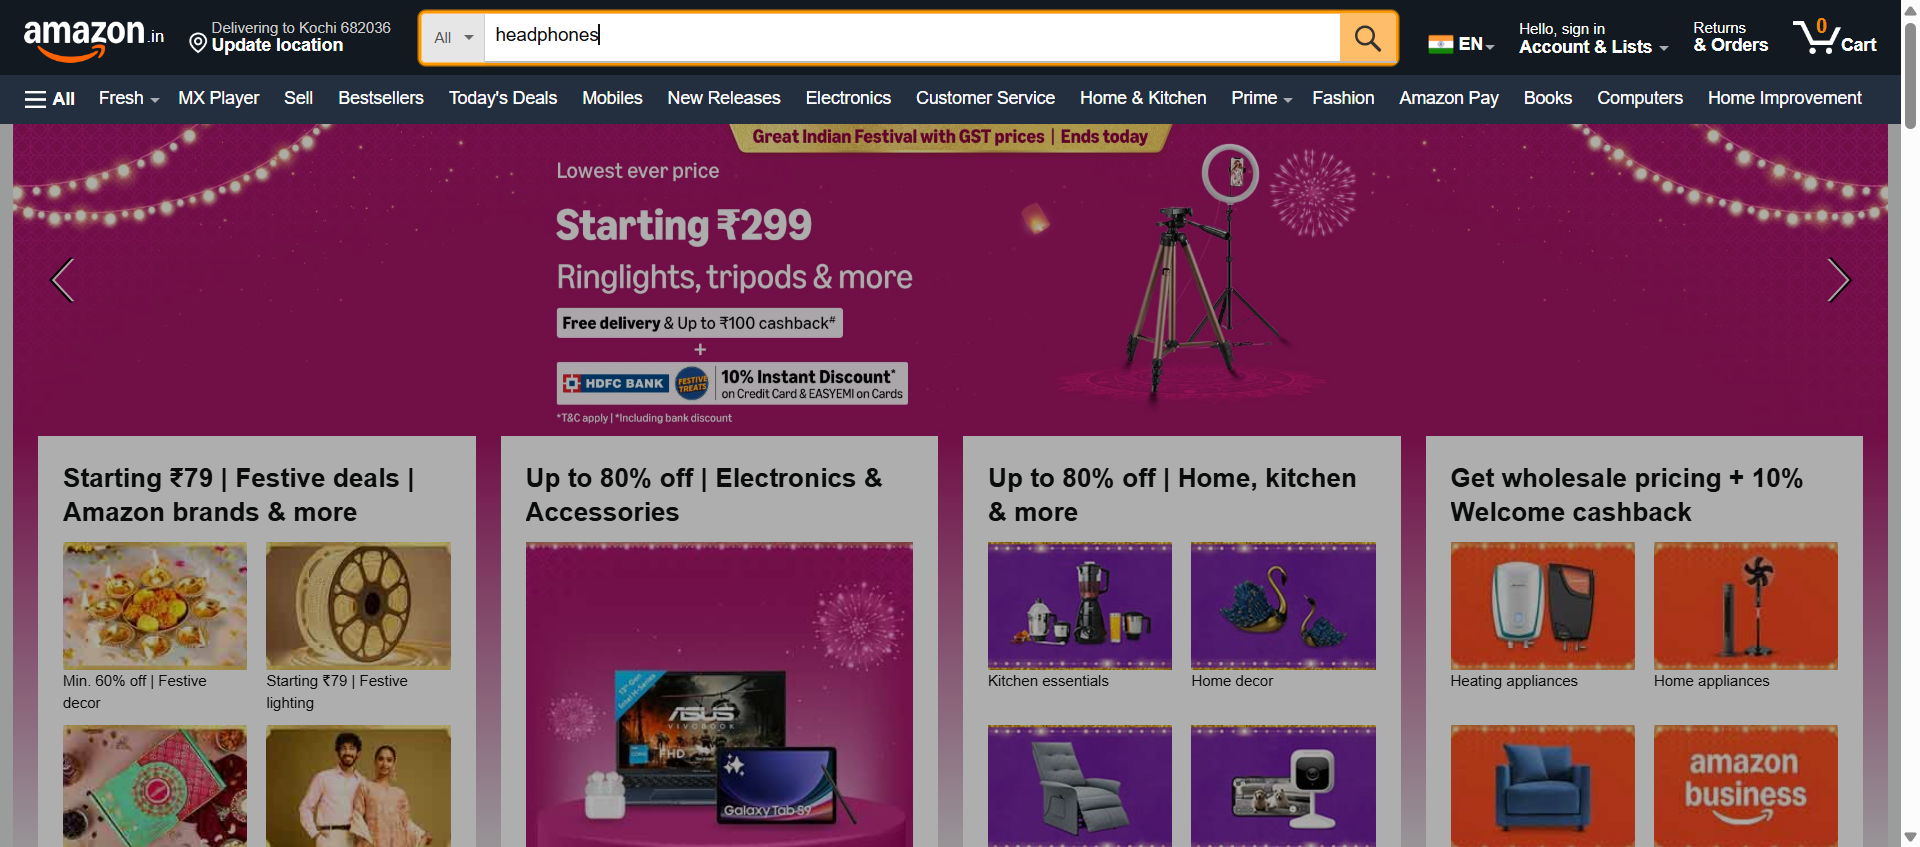 amazon.in
Delivering to Kochi 682036
Update location
All
headphones
EN
Hello, sign in
Account & Lists
Returns
& Orders
0
Cart
All
Fresh
MX Player
Sell
Bestsellers
Today's Deals
Mobiles
New Releases
Electronics
Customer Service
Home & Kitchen
Prime
Fashion
Amazon Pay
Books
Computers
Home Improvement
Great Indian Festival with GST prices | Ends today
Lowest ever price
Starting ₹299
Ringlights, tripods & more
Free delivery & Up to ₹100 cashback#
+
HDFC BANK
FESTIVE
TREATS
10% Instant Discount*
on Credit Card & EASYEMI on Cards
*T&C apply | *Including bank discount
Starting ₹79 | Festive deals |
Amazon brands & more
Min. 60% off | Festive
decor
Starting ₹79 | Festive
lighting
Up to 80% off | Electronics &
Accessories
13th Gen
Intel H-Series
ASUS
VIVOBOOK
FHD
Galaxy Tab S9
Up to 80% off | Home, kitchen
& more
Kitchen essentials
Home decor
Get wholesale pricing + 10%
Welcome cashback
Heating appliances
Home appliances
amazon
business